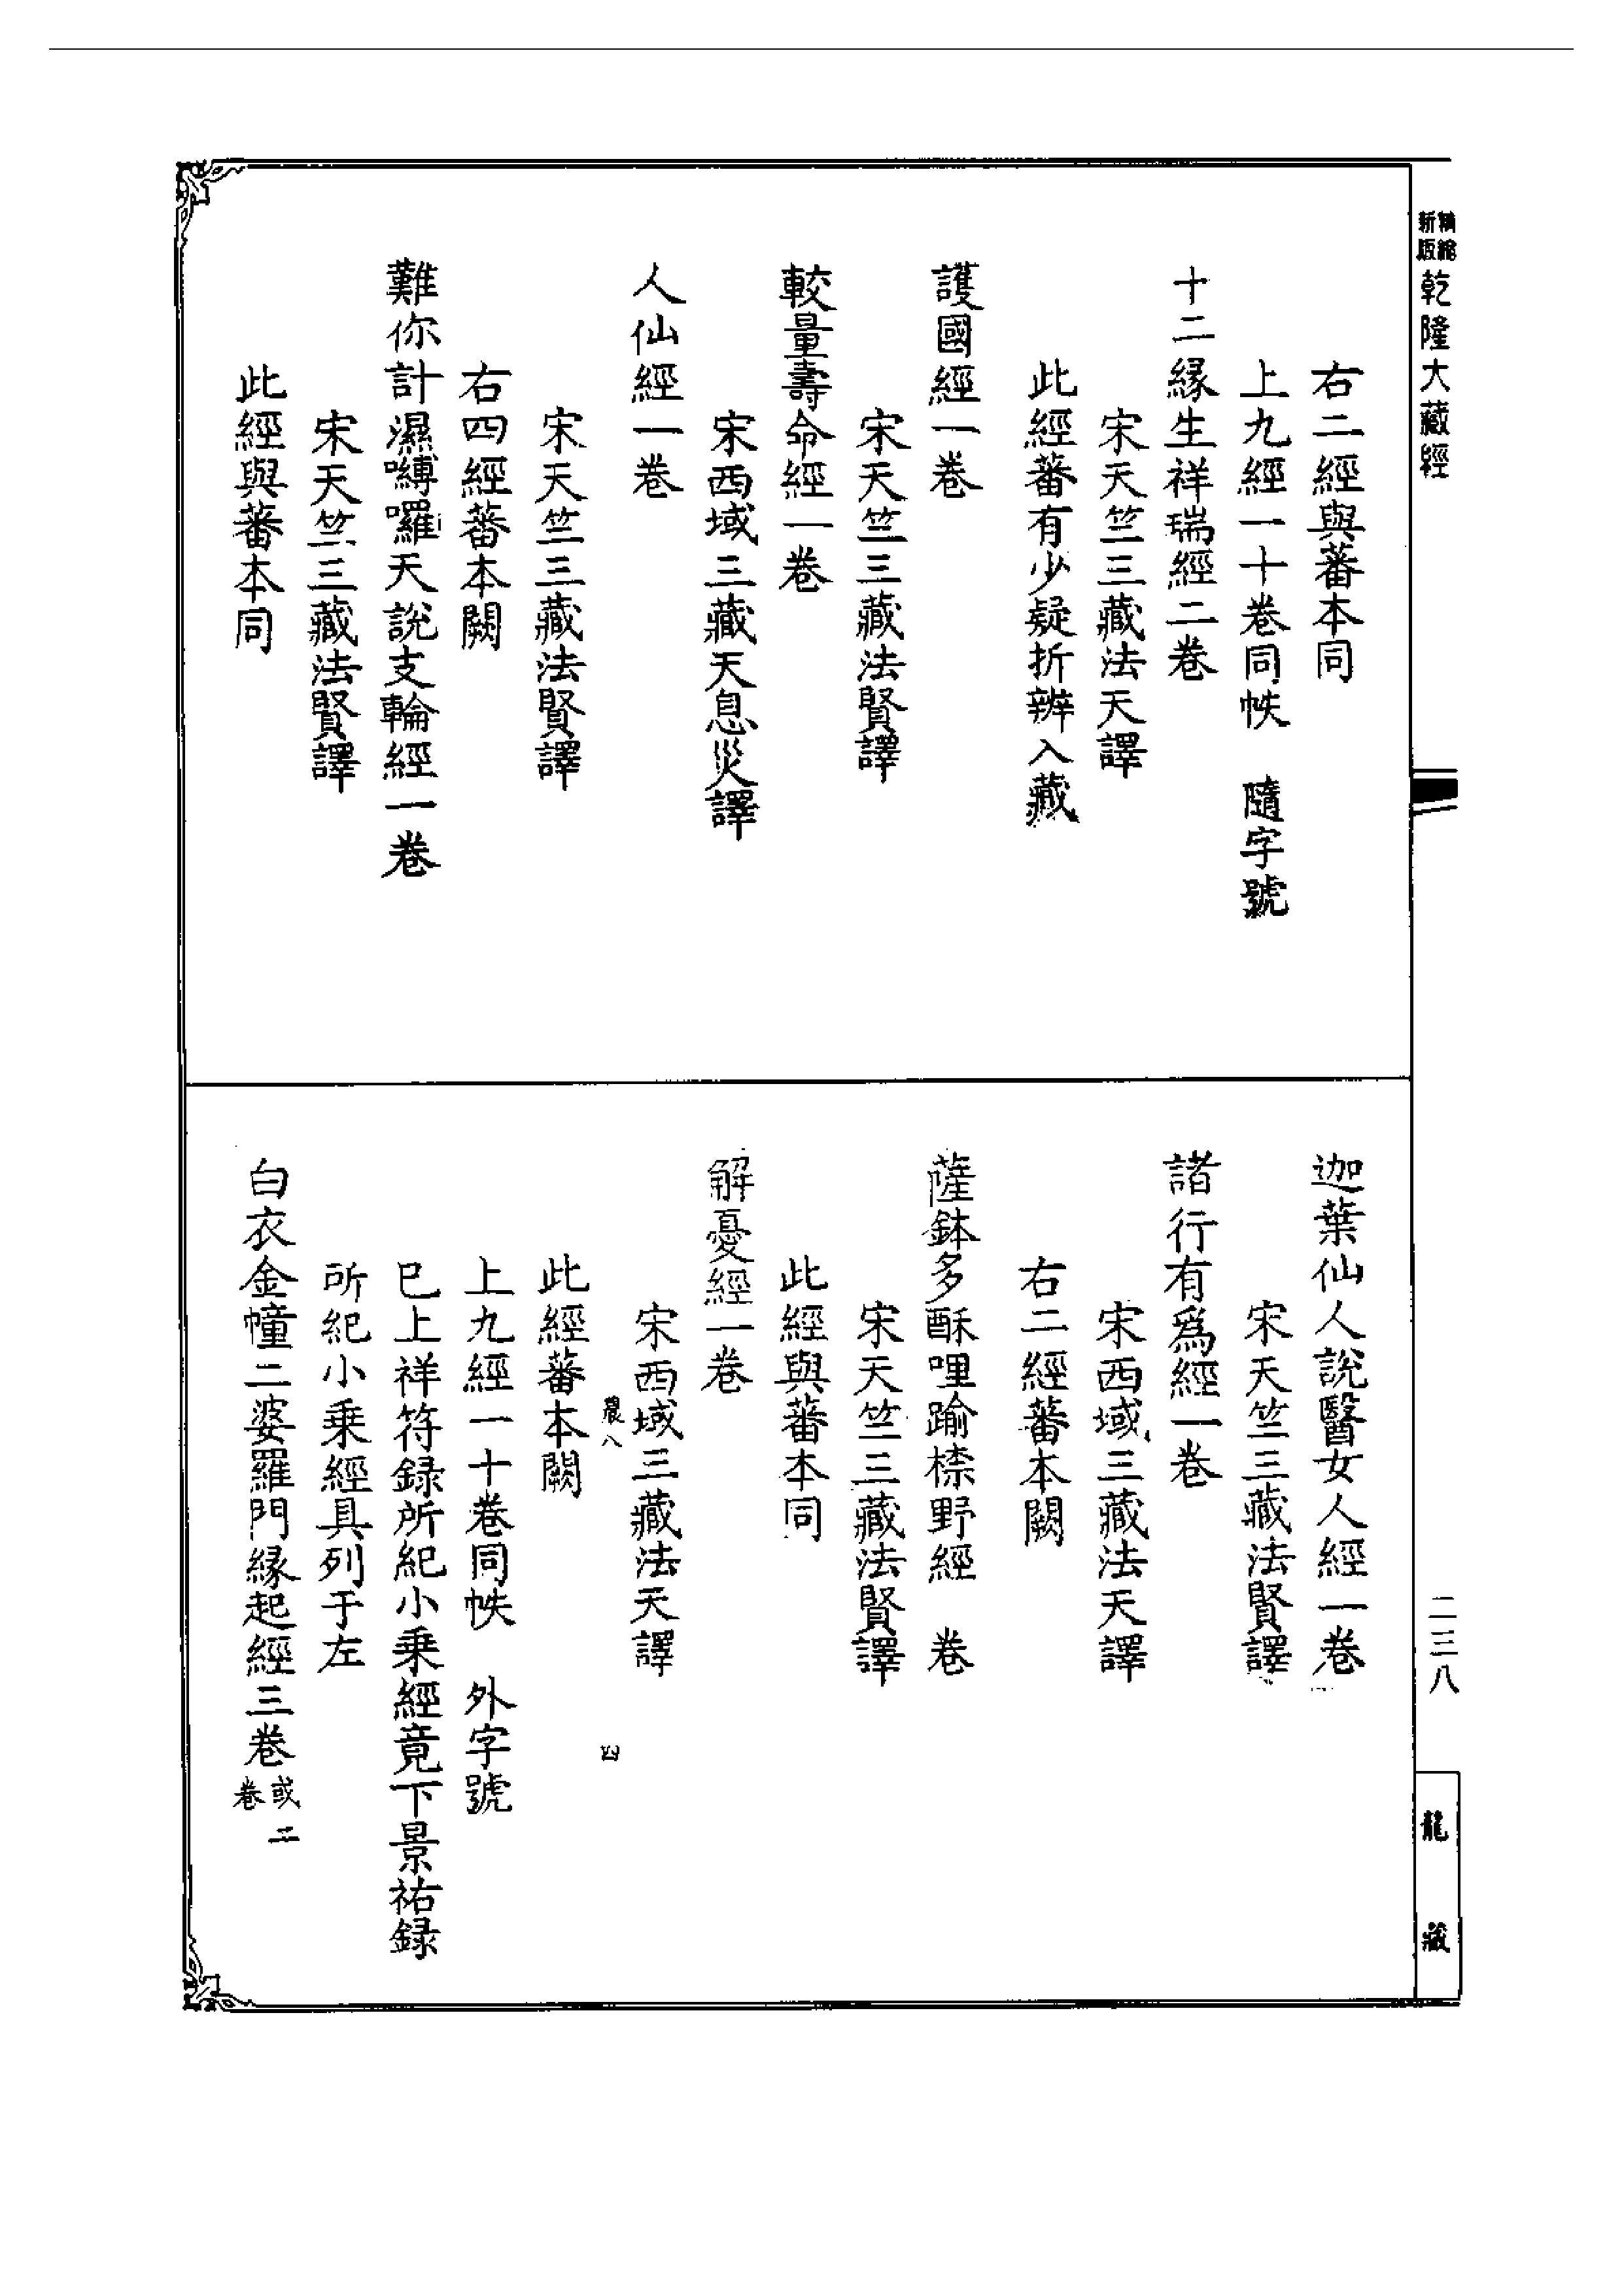 精縮新版乾隆大藏經
右二經與蕃本同
上九經一十卷同帙　隨字號
十二緣生祥瑞經二卷
宋天竺三藏法天譯
此經蕃有少疑折辨入藏
護國經一卷
宋天竺三藏法賢譯
較量壽命經一卷
宋西域三藏天息災譯
人仙經一卷
宋天竺三藏法賢譯
右四經蕃本闕
難你計濕嚩囉天說支輪經一卷
宋天竺三藏法賢譯
此經與蕃本同
迦葉仙人說醫女人經一卷
宋天竺三藏法賢譯
諸行有爲經一卷
宋西域三藏法天譯
右二經蕃本闕
薩鉢多酥哩踰檫野經　卷
宋天竺三藏法賢譯
此經與蕃本同
解憂經一卷
宋西域三藏法天譯
農八　四
此經蕃本闕
上九經一十卷同帙　外字號
巳上祥符録所紀小乘經竟下景祐録
所紀小乘經具列于左
白衣金幢二婆羅門緣起經三卷或二卷
二三八
龍藏